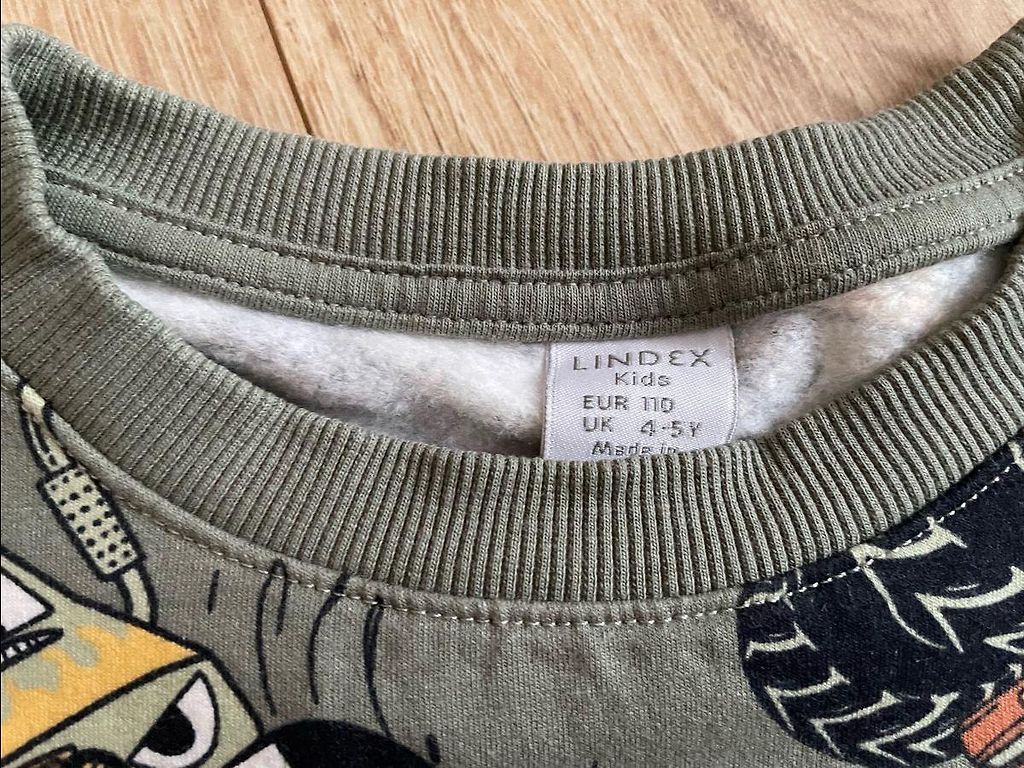 LINDEX
Kids
EUR 110
UK 4-5Y
Made in